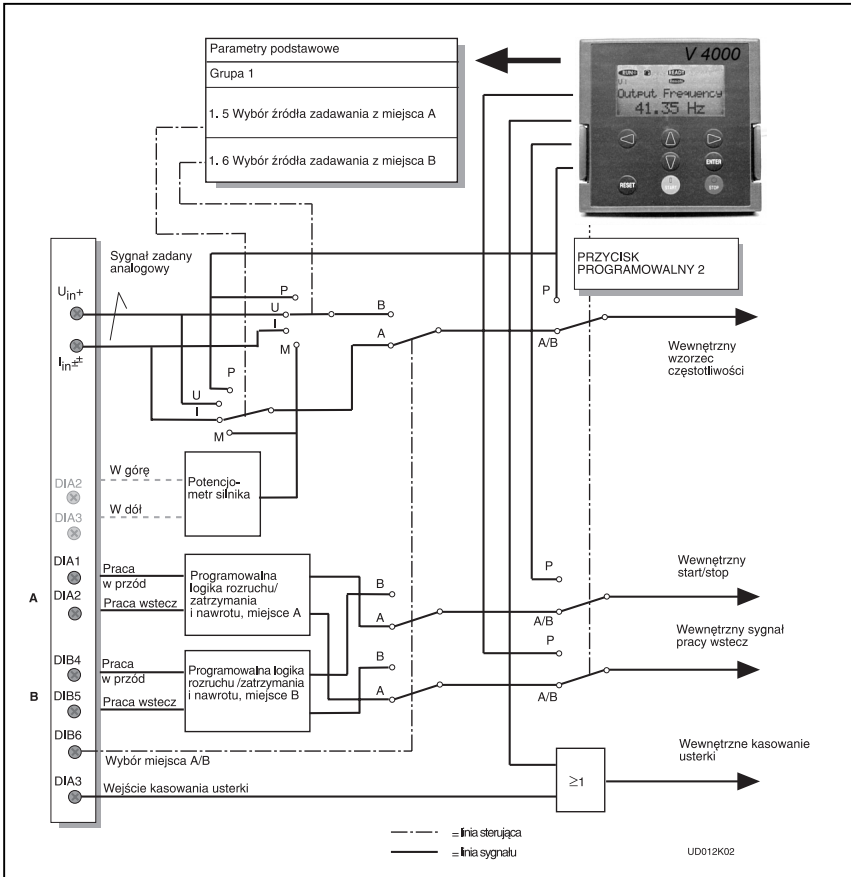 Parametry podstawowe
Grupa 1
1. 5 Wybór źródła zadawania z miejsca A
1. 6 Wybór źródła zadawania z miejsca B
V 4000
RUN
READY
Output Frequency
41.35 Hz
ENTER
RESET
START
STOP
PRZYCISK
PROGRAMOWALNY 2
Sygnał zadany
analogowy
Uin+
Iin±±
P
U
I
M
B
A
P
A/B
Wewnętrzny
wzorzec
częstotliwości
P
U
I
M
DIA2
W górę
DIA3
W dół
Potencjo-
metr silnika
DIA1
Praca
w przód
A
DIA2
Praca wstecz
Programowalna
logika rozruchu/
zatrzymania
i nawrotu, miejsce A
B
A
P
A/B
Wewnętrzny
start/stop
DIB4
Praca
w przód
B
DIB5
Praca wstecz
Programowalna logika
rozruchu /zatrzymania
i nawrotu, miejsce B
B
A
P
A/B
Wewnętrzny sygnał
pracy wstecz
DIB6
Wybór miejsca A/B
DIA3
Wejście kasowania usterki
≥1
Wewnętrzne kasowanie
usterki
= linia sterująca
= linia sygnału
UD012K02